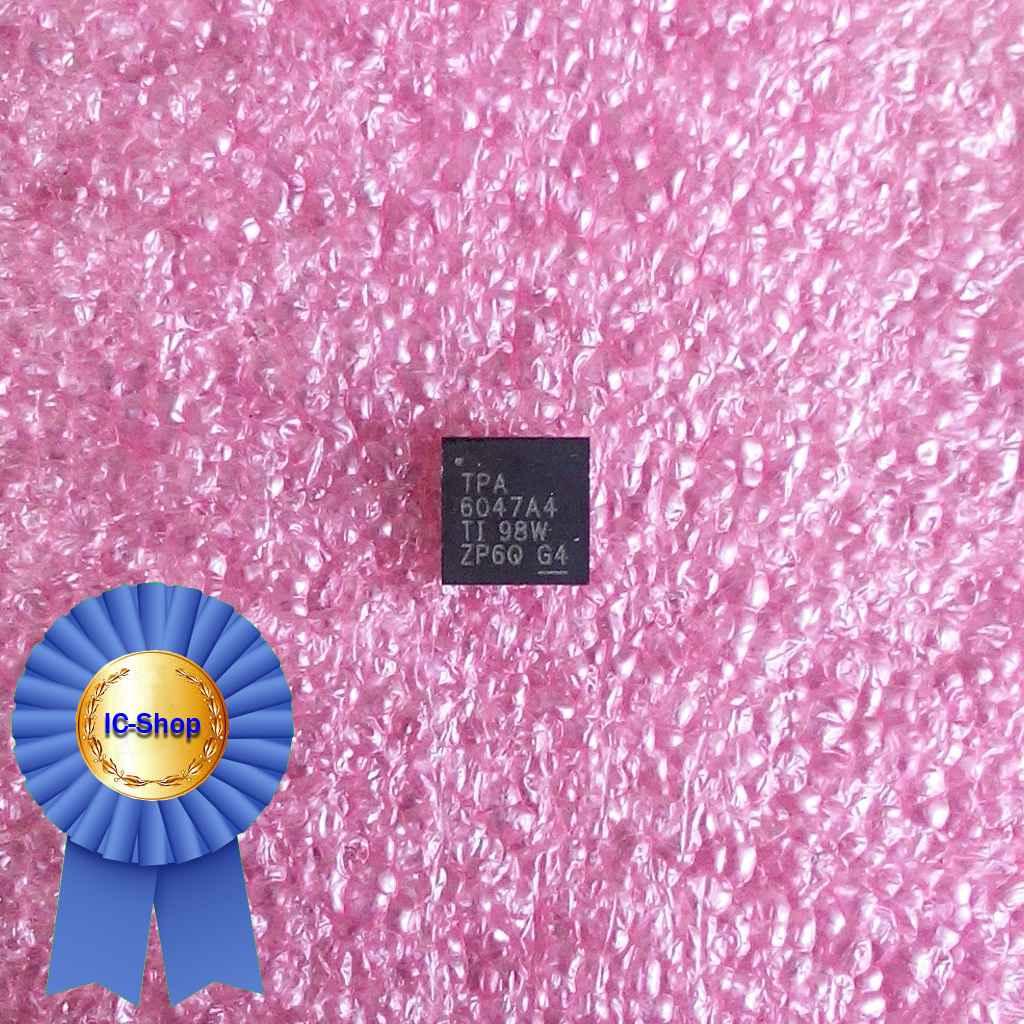 TPA
6047A4
TI 98W
ZP6Q G4
IC-Shop